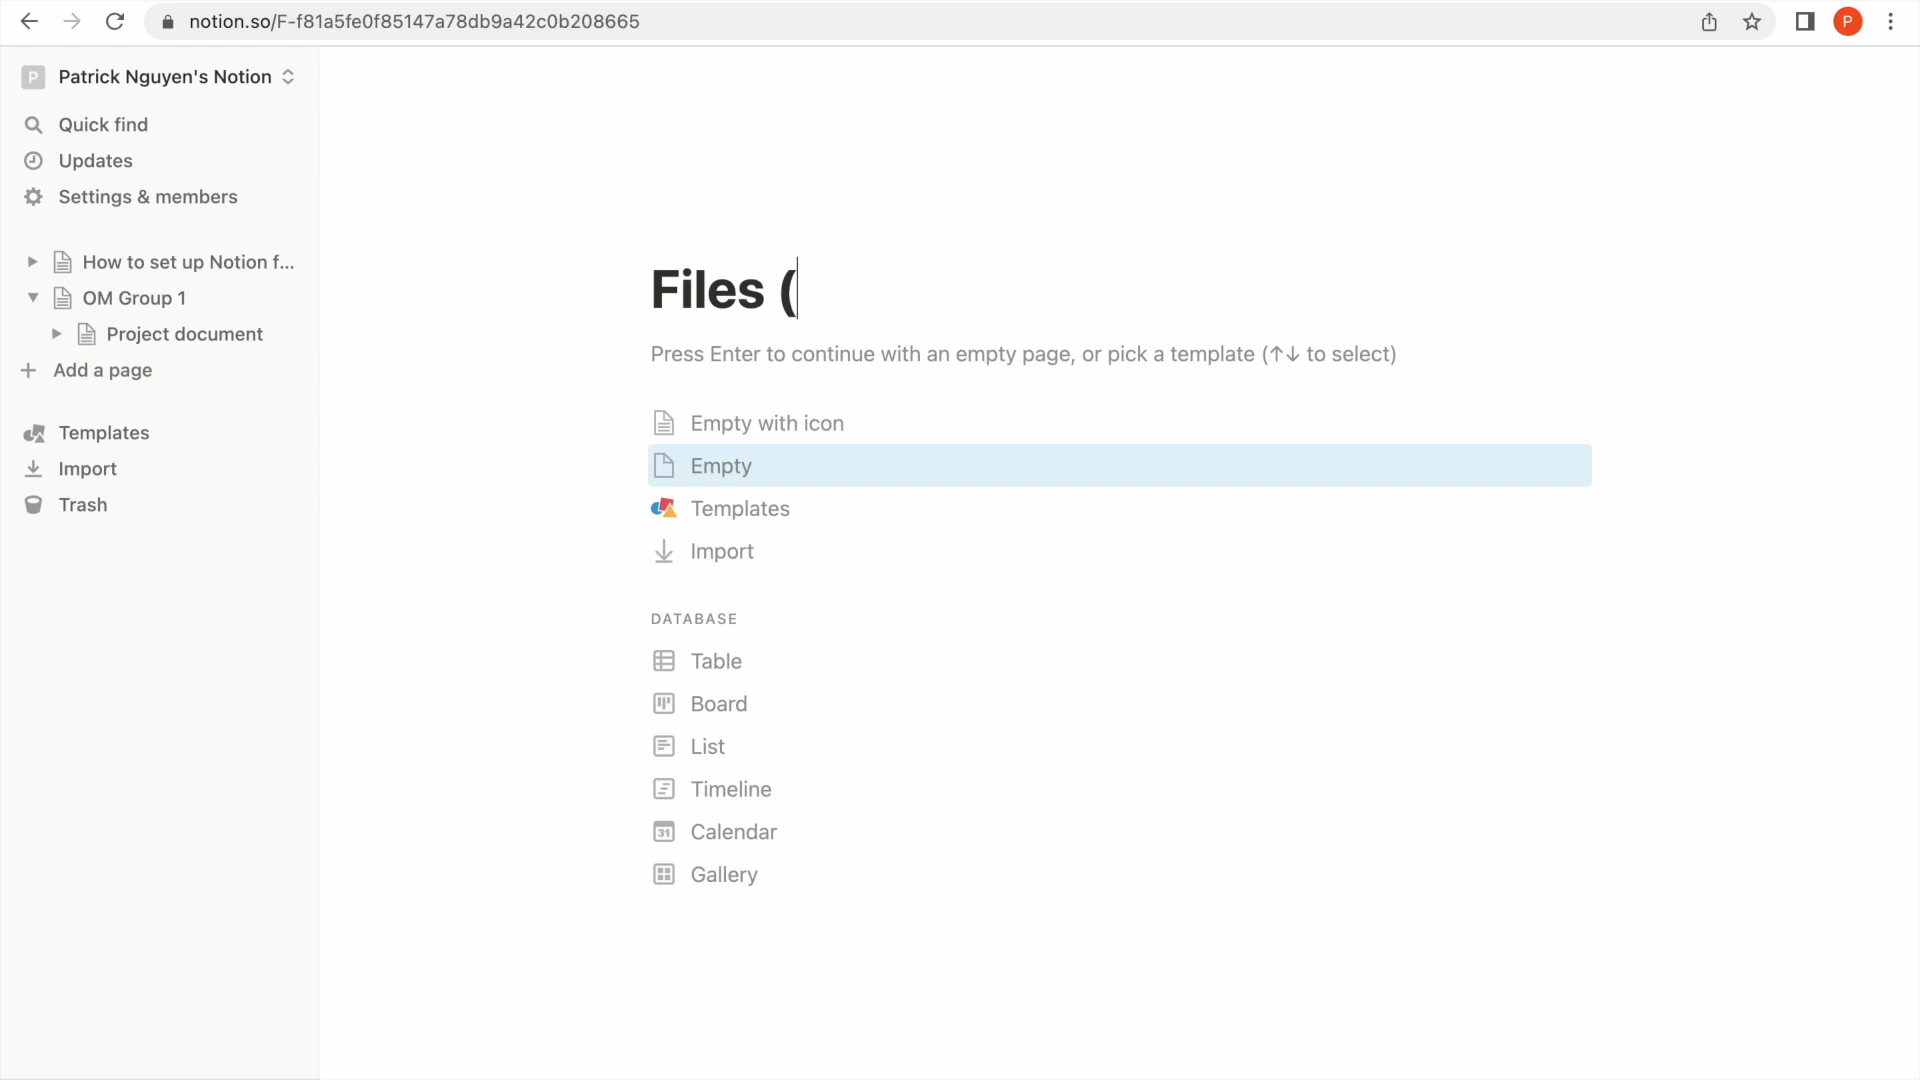 notion.so/F-f81a5fe0f85147a78db9a42c0b208665
P
P Patrick Nguyen's Notion
Quick find
Updates
Settings & members
How to set up Notion f...
OM Group 1
Project document
Add a page
Templates
Import
Trash
Files (
Press Enter to continue with an empty page, or pick a template (↑↓ to select)
Empty with icon
Empty
Templates
Import
DATABASE
Table
Board
List
Timeline
31 Calendar
Gallery